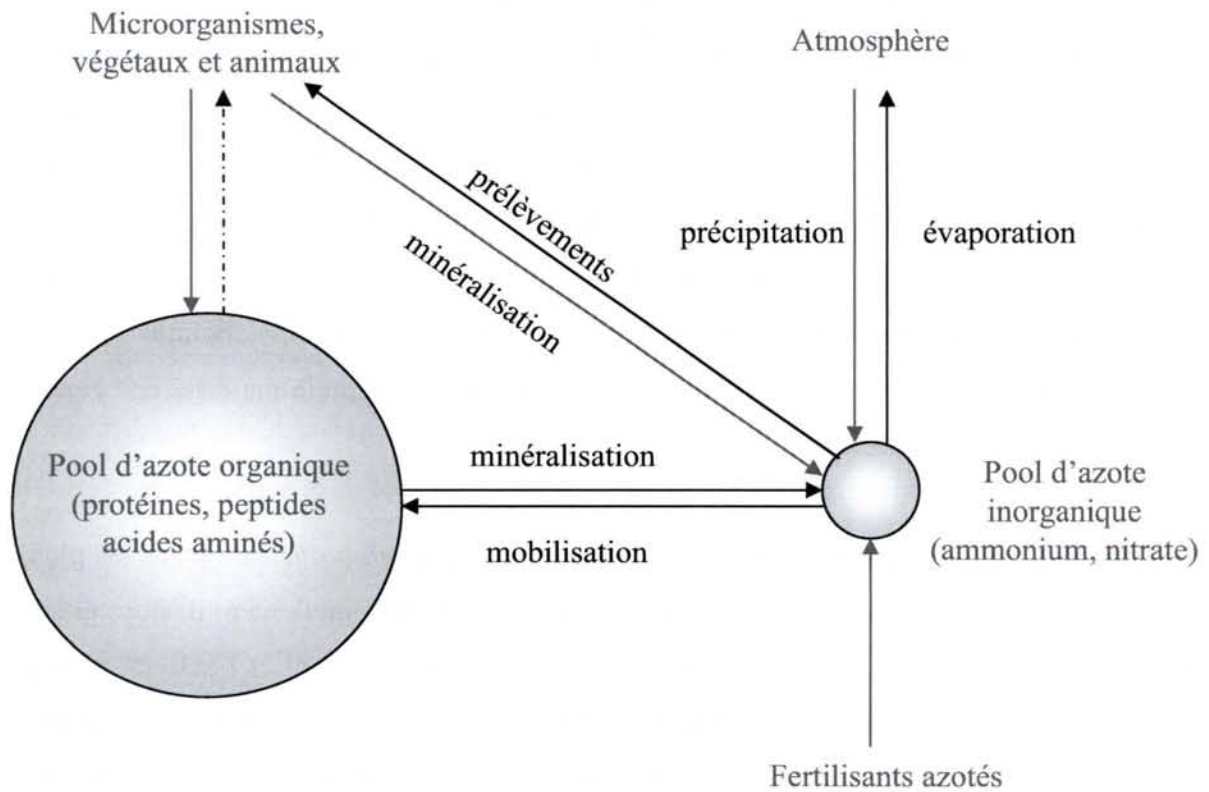 Microorganismes,
végétaux et animaux
Atmosphère
prélèvements
minéralisation
précipitation
évaporation
Pool d'azote organique
(protéines, peptides
acides aminés)
minéralisation
mobilisation
Pool d'azote
inorganique
(ammonium, nitrate)
Fertilisants azotés